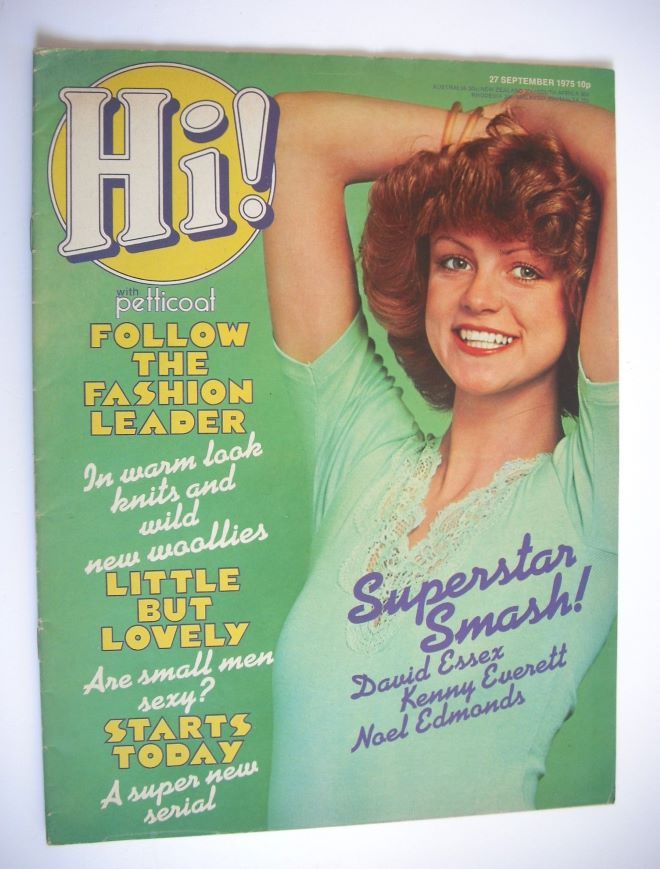 27 SEPTEMBER 1975 10p
Hi!
with
petticoat
FOLLOW
THE
FASHION
LEADER
In warm look
knits and
wild
new woollies
LITTLE
BUT
LOVELY
Are small men
sexy?
STARTS
TODAY
A super new
serial
Superstar
Smash!
David Essex
Kenny Everett
Noel Edmonds